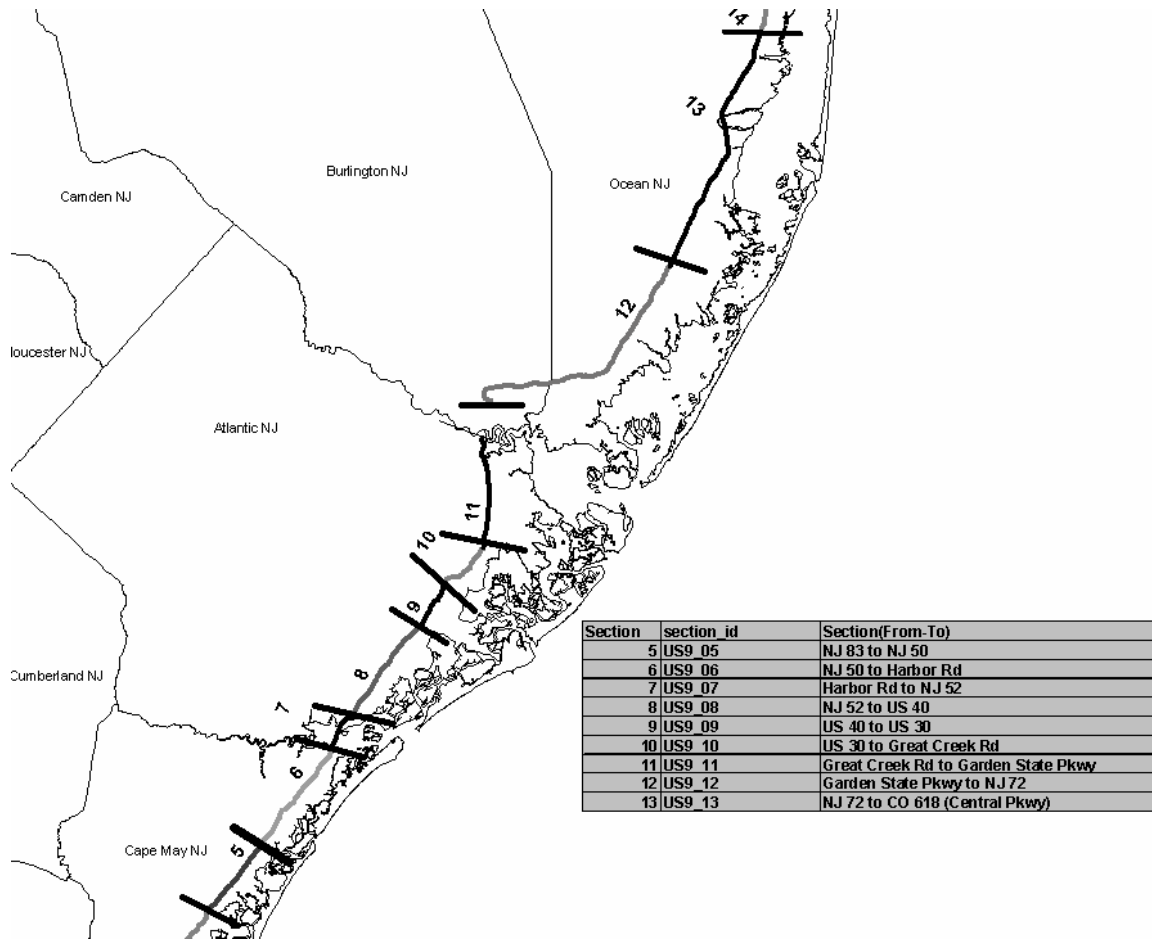 14
13
Burlington NJ
Ocean NJ
Camden NJ
12
loucester NJ
Atlantic NJ
11
10
9
8
Cumberland NJ
7
6
Cape May NJ
5
Section section_id Section(From-To)
5 US9_05 NJ 83 to NJ 50
6 US9_06 NJ 50 to Harbor Rd
7 US9_07 Harbor Rd to NJ 52
8 US9_08 NJ 52 to US 40
9 US9_09 US 40 to US 30
10 US9_10 US 30 to Great Creek Rd
11 US9_11 Great Creek Rd to Garden State Pkwy
12 US9_12 Garden State Pkwy to NJ 72
13 US9_13 NJ 72 to CO 618 (Central Pkwy)